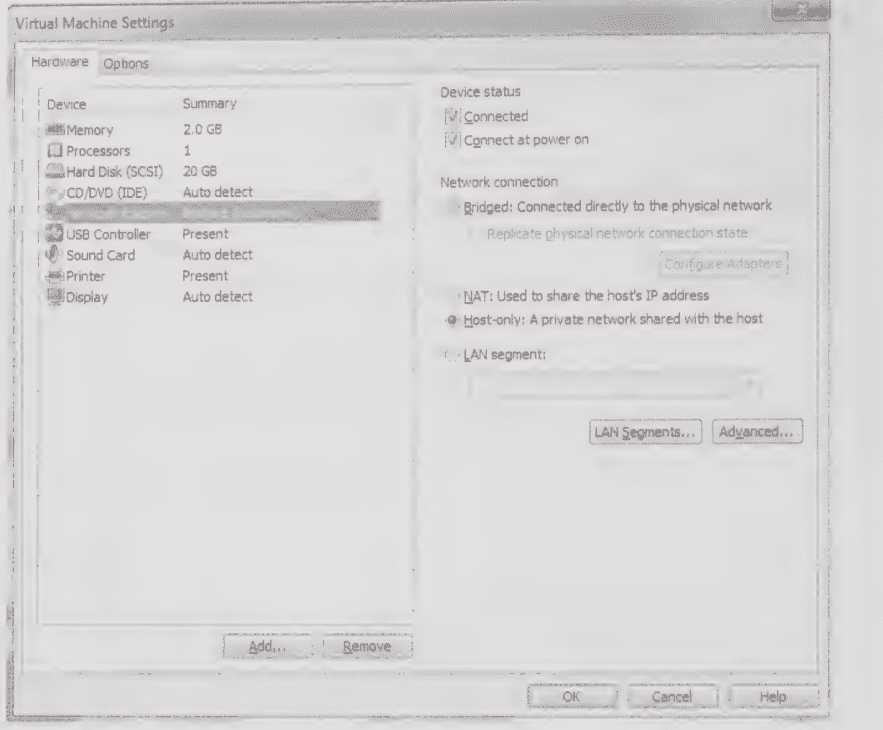 Virtual Machine Settings
Hardware Options
Device Summary
Memory 2.0 GB
Processors 1
Hard Disk (SCSI) 20 GB
CD/DVD (IDE) Auto detect
USB Controller Present
Sound Card Auto detect
Printer Present
Display Auto detect
Add... Remove
Device status
Connected
Connect at power on
Network connection
Bridged: Connected directly to the physical network
Replicate physical network connection state
Configure Adapters
NAT: Used to share the host's IP address
Host-only: A private network shared with the host
LAN segment:
LAN Segments... Advanced...
OK Cancel Help